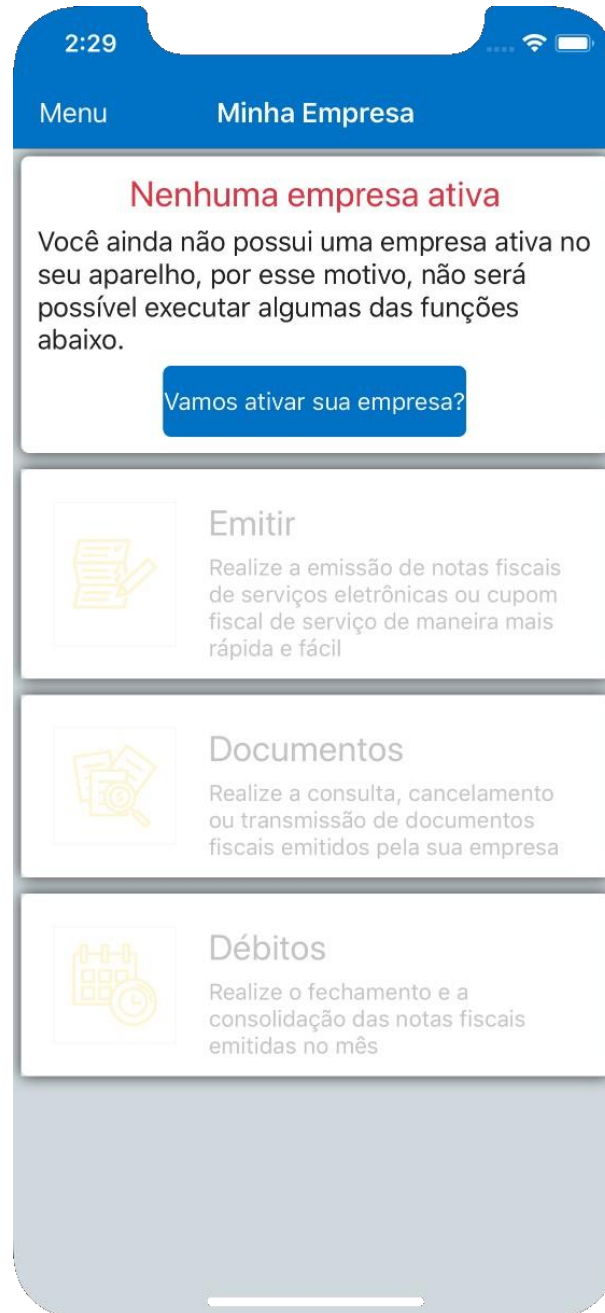 2:29
Menu
Minha Empresa
Nenhuma empresa ativa
Você ainda não possui uma empresa ativa no
seu aparelho, por esse motivo, não será
possível executar algumas das funções
abaixo.
Vamos ativar sua empresa?
Emitir
Realize a emissão de notas fiscais
de serviços eletrônicas ou cupom
fiscal de serviço de maneira mais
rápida e fácil
Documentos
Realize a consulta, cancelamento
ou transmissão de documentos
fiscais emitidos pela sua empresa
Débitos
Realize o fechamento e a
consolidação das notas fiscais
emitidas no mês